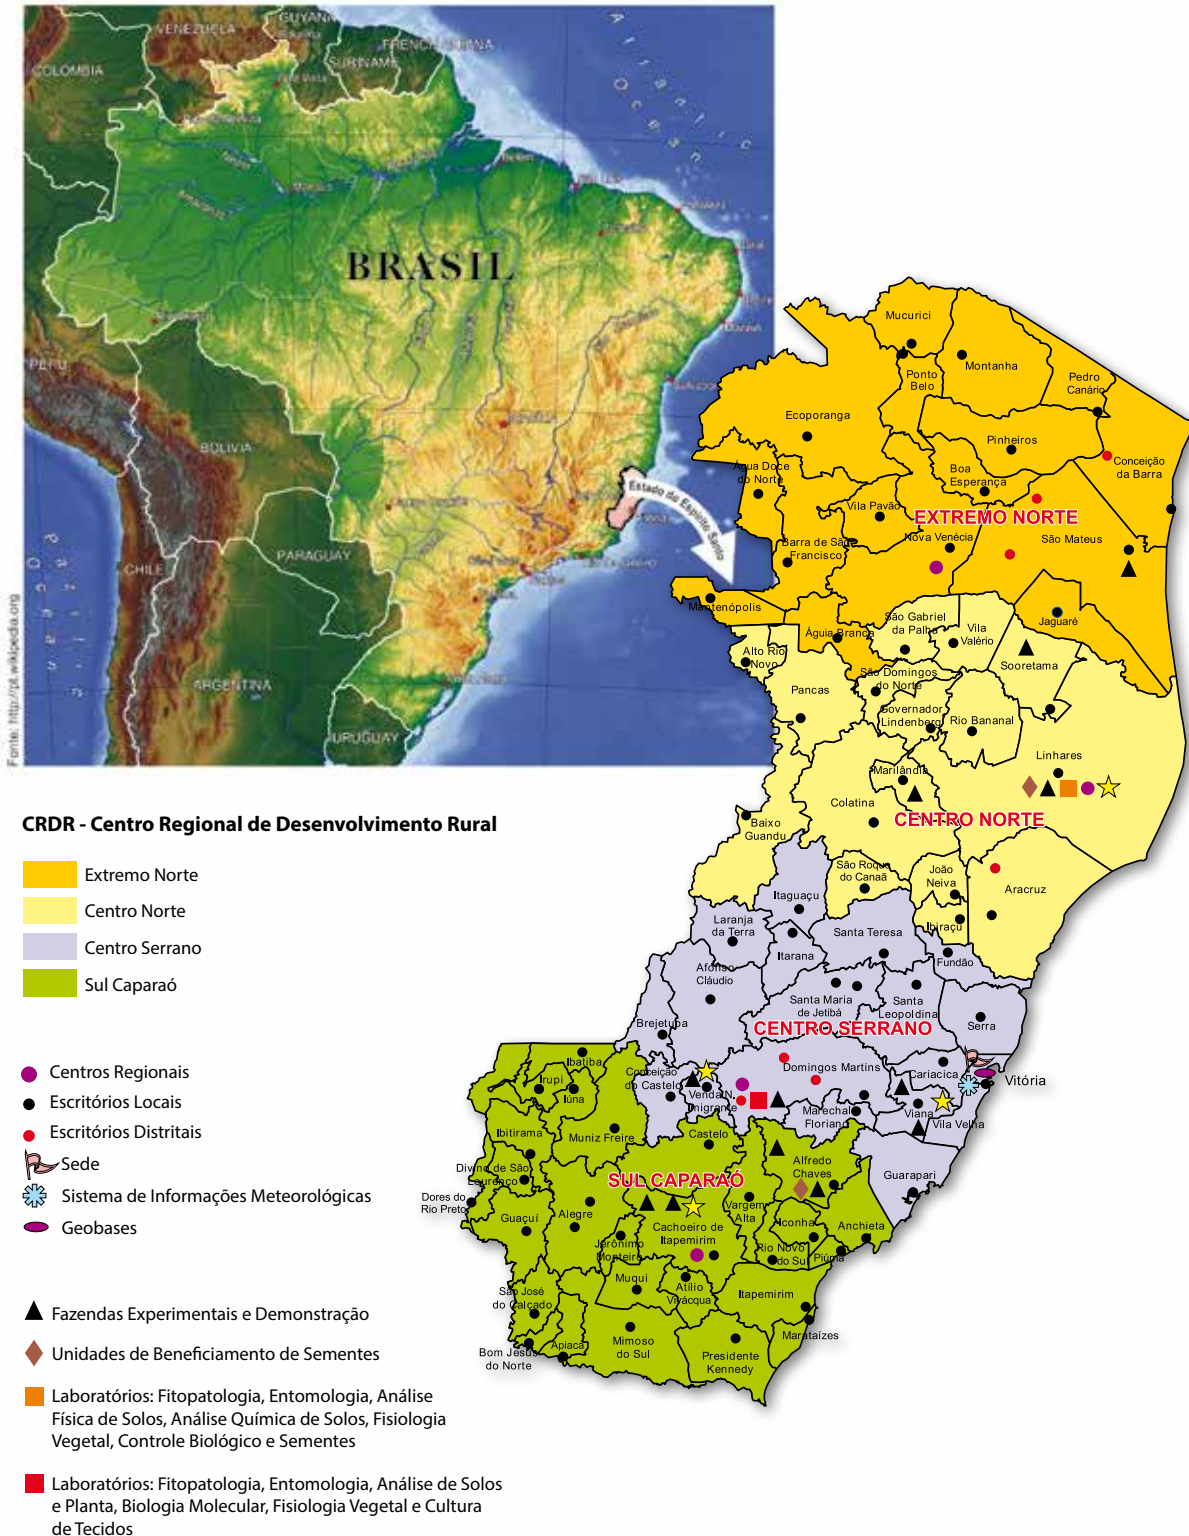 GUYANA
VENEZUELA
FRENCH GUIANA
COLOMBIA
SURINAME
Atlantic
Ocean
BRASIL
PERU
BOLIVIA
PARAGUAY
CHILE
ARGENTINA
URUGUAY
Estado do Espírito Santo
Fonte: http://pt.wikipedia.org
Mucurici
Montanha
Ponto
Belo
Pedro
Canário
Ecoporanga
Pinheiros
Conceição
da Barra
Água Doce
do Norte
Boa
Esperança
Vila Pavão
EXTREMO NORTE
Nova Venécia
São Mateus
Barra de São
Francisco
Mantenópolis
Jaguaré
Águia Branca
São Gabriel
da Palha
Vila
Valério
Alto Rio
Novo
Sooretama
São Domingos
do Norte
Pancas
Governador
Lindenberg
Rio Bananal
Linhares
Marilândia
Colatina
CENTRO NORTE
Baixo
Guandu
São Roque
do Canaã
João
Neiva
Aracruz
Ibiraçu
Itaguaçu
Laranja
da Terra
Santa Teresa
Itarana
Fundão
Afonso
Cláudio
Santa Maria
de Jetibá
Santa
Leopoldina
Serra
Brejetuba
CENTRO SERRANO
Ibatiba
Conceição
do Castelo
Domingos Martins
Cariacica
Vitória
Irupi
Iúna
Venda N.
Imigrante
Marechal
Floriano
Viana
Vila Velha
Ibitirama
Muniz Freire
Castelo
Alfredo
Chaves
Guarapari
Divino de São
Lourenço
SUL CAPARAÓ
Dores do
Rio Preto
Guaçuí
Alegre
Vargem
Alta
Cachoeiro de
Itapemirim
Iconha
Anchieta
Jerônimo
Monteiro
Rio Novo
do Sul
Piúma
Muqui
Atílio
Vivácqua
Itapemirim
São José
do Calçado
Marataízes
Bom Jesus
do Norte
Apiacá
Mimoso
do Sul
Presidente
Kennedy
CRDR - Centro Regional de Desenvolvimento Rural
Extremo Norte
Centro Norte
Centro Serrano
Sul Caparaó
Centros Regionais
Escritórios Locais
Escritórios Distritais
Sede
Sistema de Informações Meteorológicas
Geobases
Fazendas Experimentais e Demonstração
Unidades de Beneficiamento de Sementes
Laboratórios: Fitopatologia, Entomologia, Análise
Física de Solos, Análise Química de Solos, Fisiologia
Vegetal, Controle Biológico e Sementes
Laboratórios: Fitopatologia, Entomologia, Análise de Solos
e Planta, Biologia Molecular, Fisiologia Vegetal e Cultura
de Tecidos